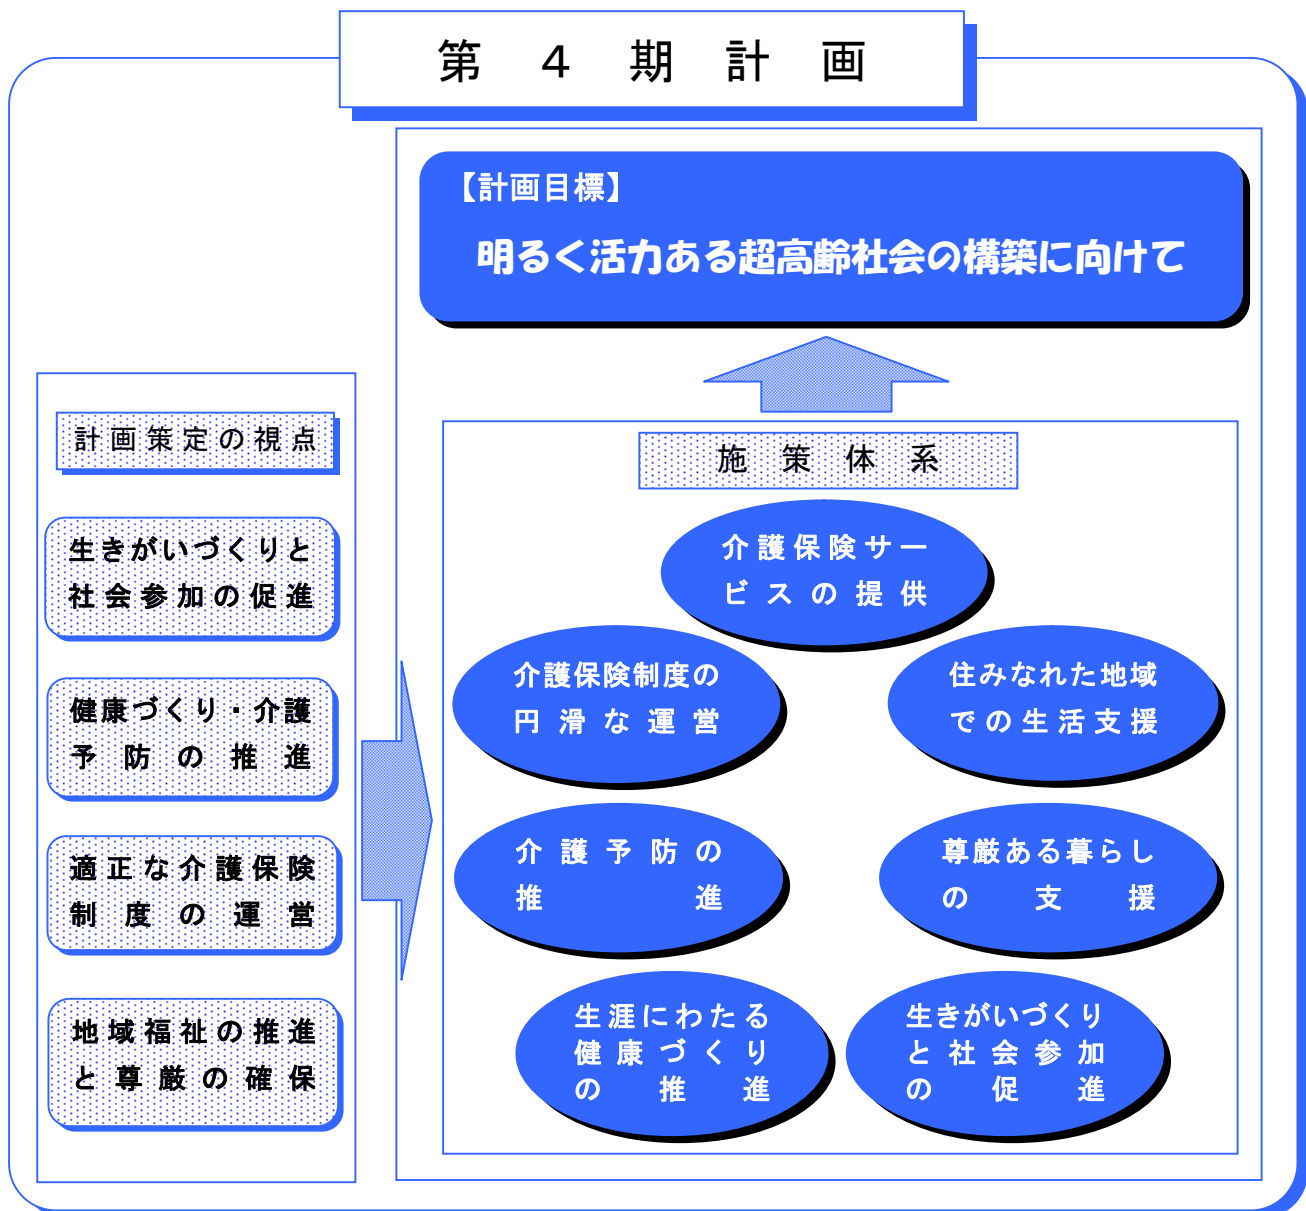 第４期計画
【計画目標】
明るく活力ある超高齢社会の構築に向けて
計画策定の視点
生きがいづくりと
社会参加の促進
健康づくり・介護
予防の推進
適正な介護保険
制度の運営
地域福祉の推進
と尊厳の確保
施策体系
介護保険サー
ビスの提供
介護保険制度の
円滑な運営
住みなれた地域
での生活支援
介護予防の
推進
尊厳ある暮らし
の支援
生涯にわたる
健康づくり
の推進
生きがいづくり
と社会参加
の促進